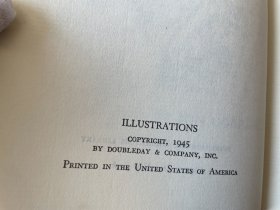 ILLUSTRATIONS
COPYRIGHT, 1945
BY DOUBLEDAY & COMPANY, INC.
PRINTED IN THE UNITED STATES OF AMERICA